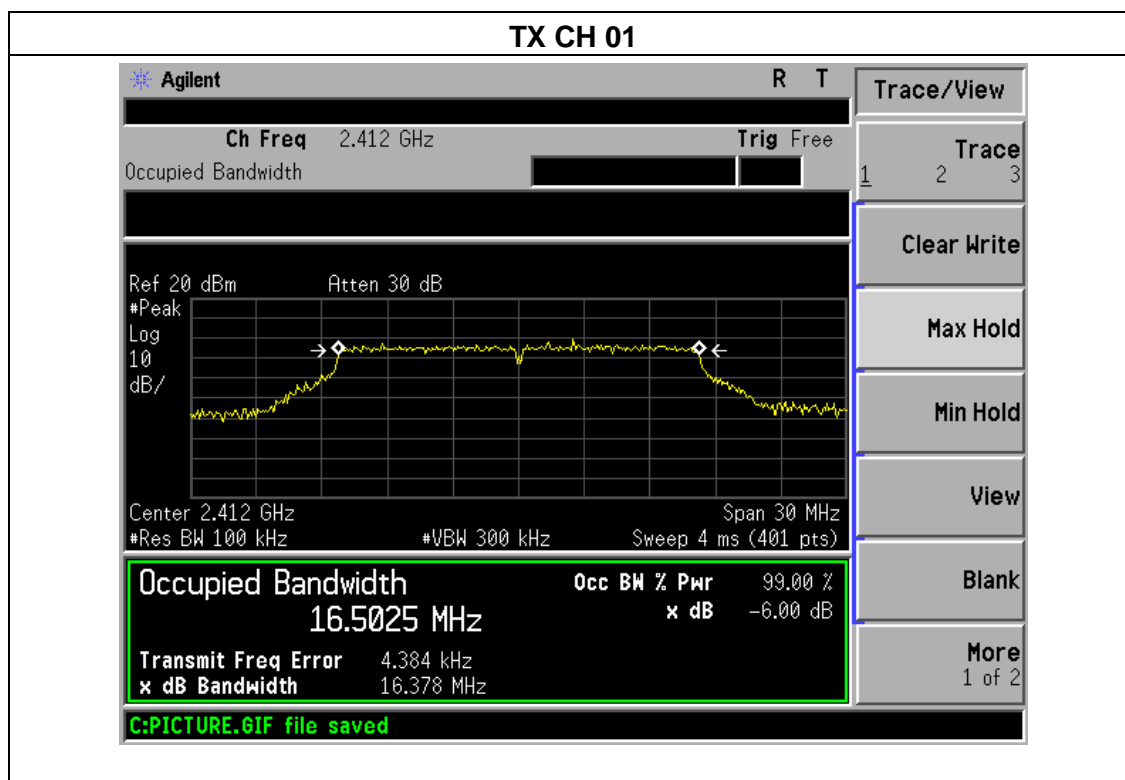 TX CH 01
Agilent
R T
Trace/View
Ch Freq 2.412 GHz
Trig Free
Occupied Bandwidth
Trace
1 2 3
Clear Write
Ref 20 dBm
Atten 30 dB
#Peak
Log
10
dB/
Max Hold
Min Hold
View
Center 2.412 GHz
Span 30 MHz
#Res BW 100 kHz
#VBW 300 kHz
Sweep 4 ms (401 pts)
Blank
Occupied Bandwidth
16.5025 MHz
Occ BW % Pwr 99.00 %
x dB -6.00 dB
Transmit Freq Error 4.384 kHz
x dB Bandwidth 16.378 MHz
More
1 of 2
C:PICTURE.GIF file saved